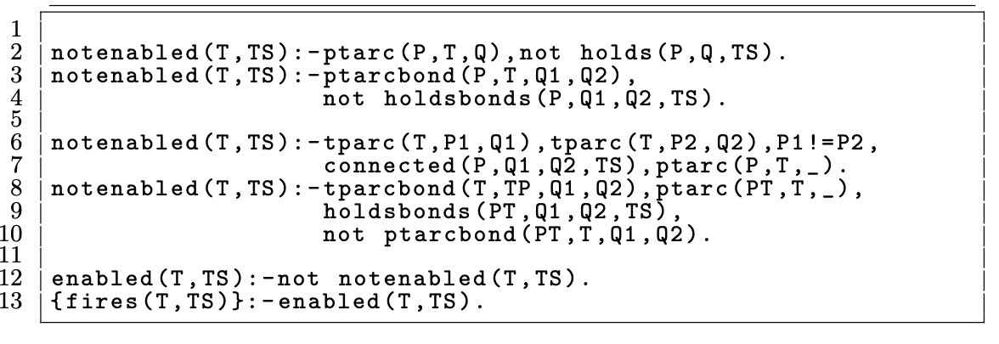 1
2 notenabled(T,TS):-ptarc(P,T,Q),not holds(P,Q,TS).
3 notenabled(T,TS):-ptarcbond(P,T,Q1,Q2),
4 not holdsbonds(P,Q1,Q2,TS).
5
6 notenabled(T,TS):-tparc(T,P1,Q1),tparc(T,P2,Q2),P1!=P2,
7 connected(P,Q1,Q2,TS),ptarc(P,T,_).
8 notenabled(T,TS):-tparcbond(T,TP,Q1,Q2),ptarc(PT,T,_),
9 holdsbonds(PT,Q1,Q2,TS),
10 not ptarcbond(PT,T,Q1,Q2).
11
12 enabled(T,TS):-not notenabled(T,TS).
13 {fires(T,TS)}:-enabled(T,TS).